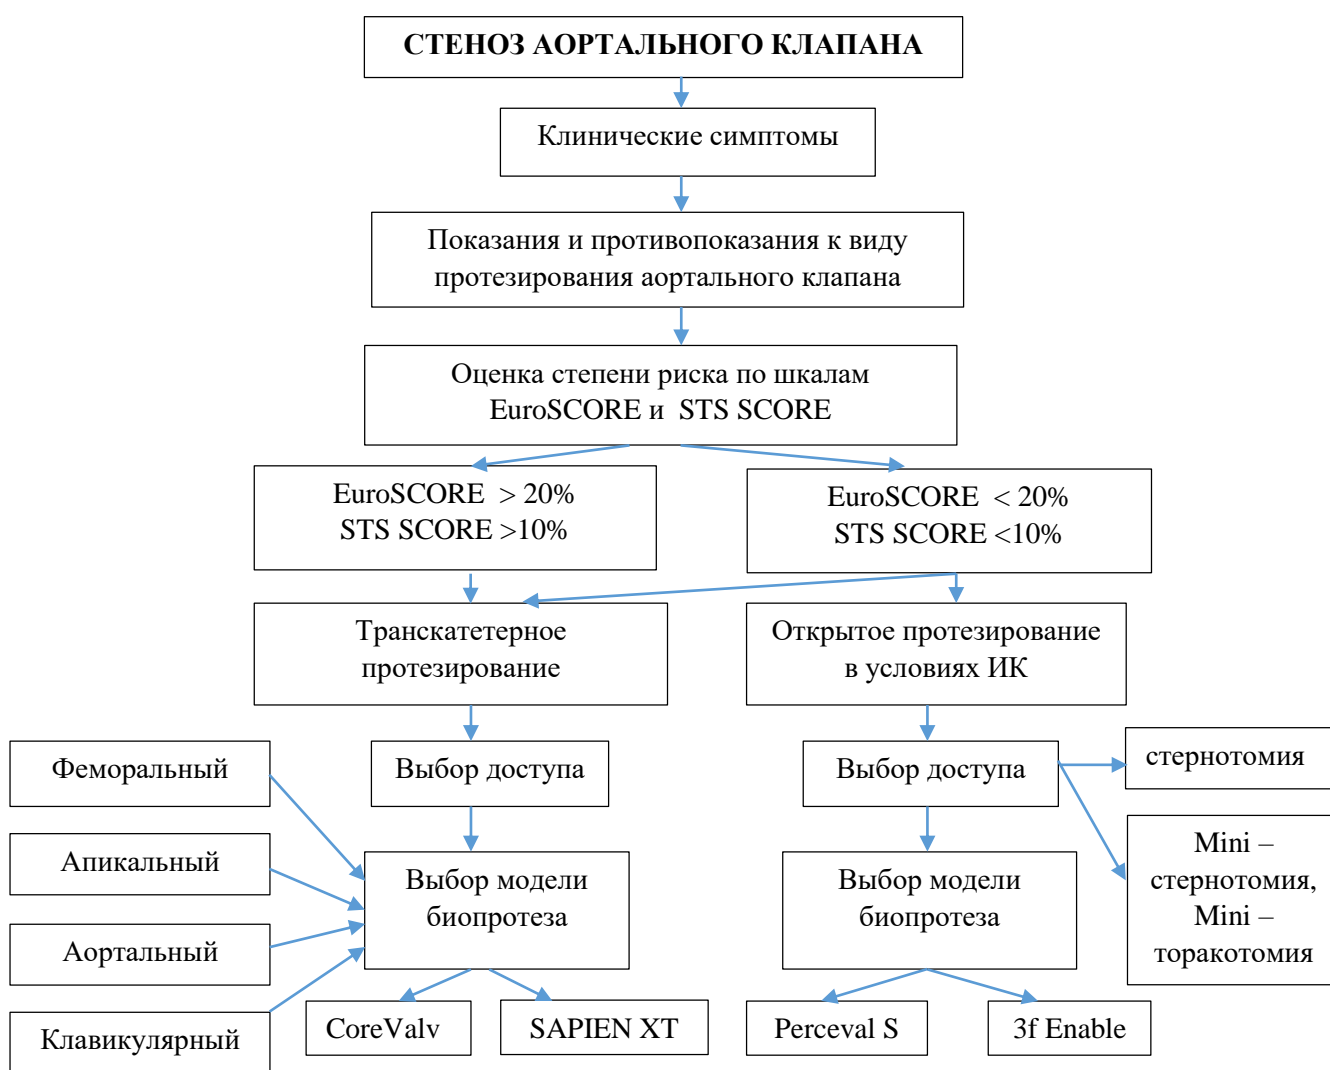 СТЕНОЗ АОРТАЛЬНОГО КЛАПАНА
Клинические симптомы
Показания и противопоказания к виду
протезирования аортального клапана
Оценка степени риска по шкалам
EuroSCORE и STS SCORE
EuroSCORE > 20%
STS SCORE >10%
EuroSCORE < 20%
STS SCORE <10%
Транскатетерное
протезирование
Открытое протезирование
в условиях ИК
Феморальный
Выбор доступа
Выбор доступа
стернотомия
Апикальный
Аортальный
Клавикулярный
Выбор модели
биопротеза
Выбор модели
биопротеза
Mini –
стернотомия,
Mini –
торакотомия
CoreValv
SAPIEN XT
Perceval S
3f Enable